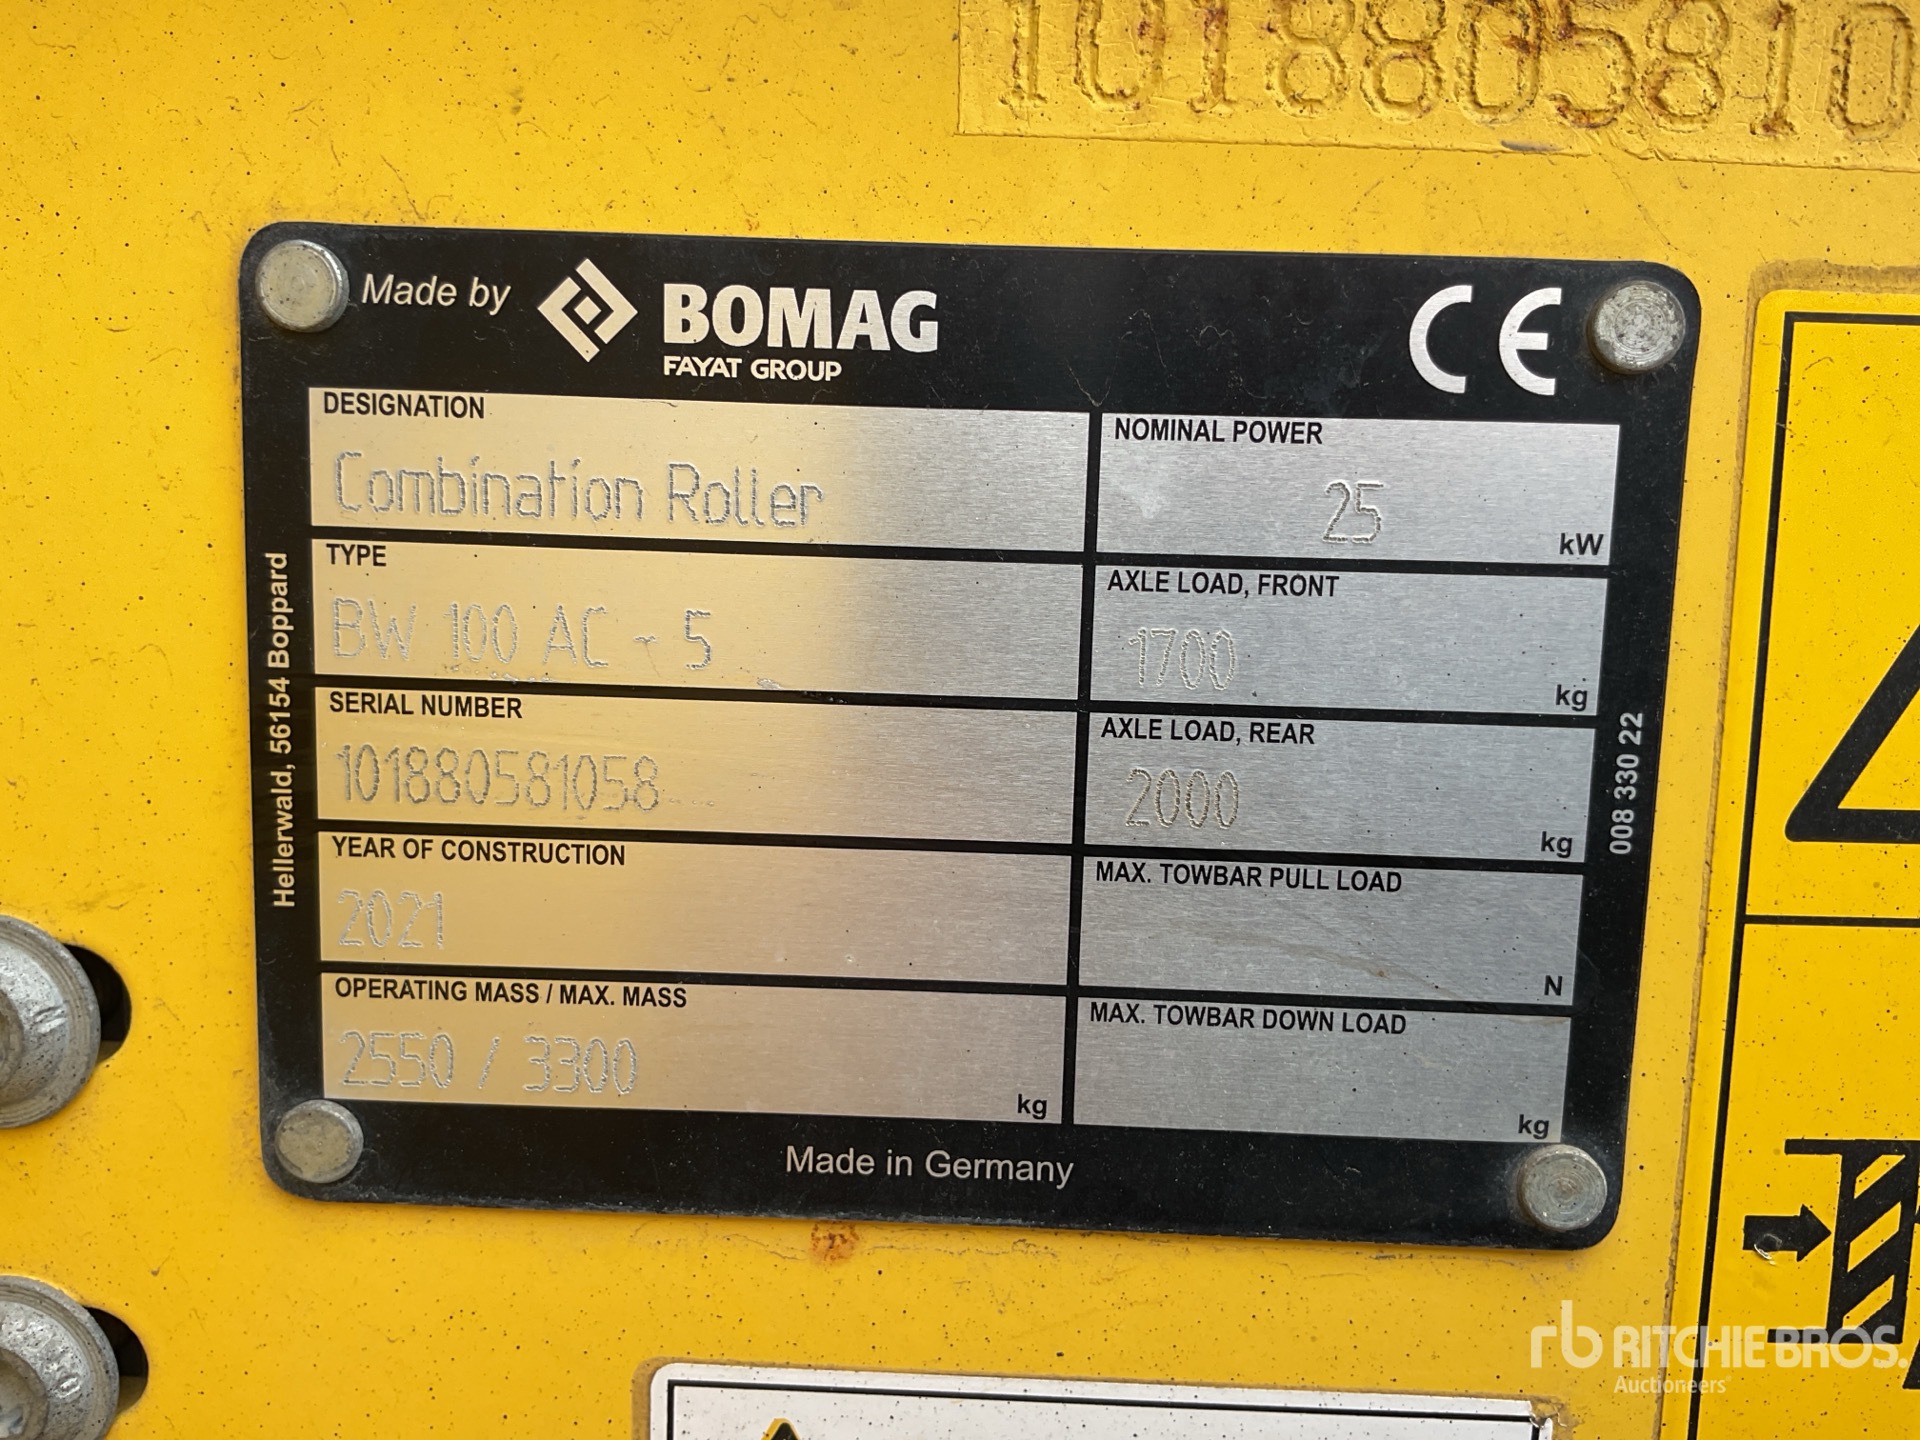 1018805810
Made by BOMAG
FAYAT GROUP
CE
DESIGNATION
Combination Roller
NOMINAL POWER
25
kW
TYPE
BW 100 AC - 5
AXLE LOAD, FRONT
1700
kg
SERIAL NUMBER
101880581058
AXLE LOAD, REAR
2000
kg
YEAR OF CONSTRUCTION
2021
MAX. TOWBAR PULL LOAD
N
OPERATING MASS / MAX. MASS
2550 / 3300
kg
MAX. TOWBAR DOWN LOAD
kg
Hellerwald, 56154 Boppard
008 330 22
Made in Germany
rb RITCHIE BROS.
Auctioneers